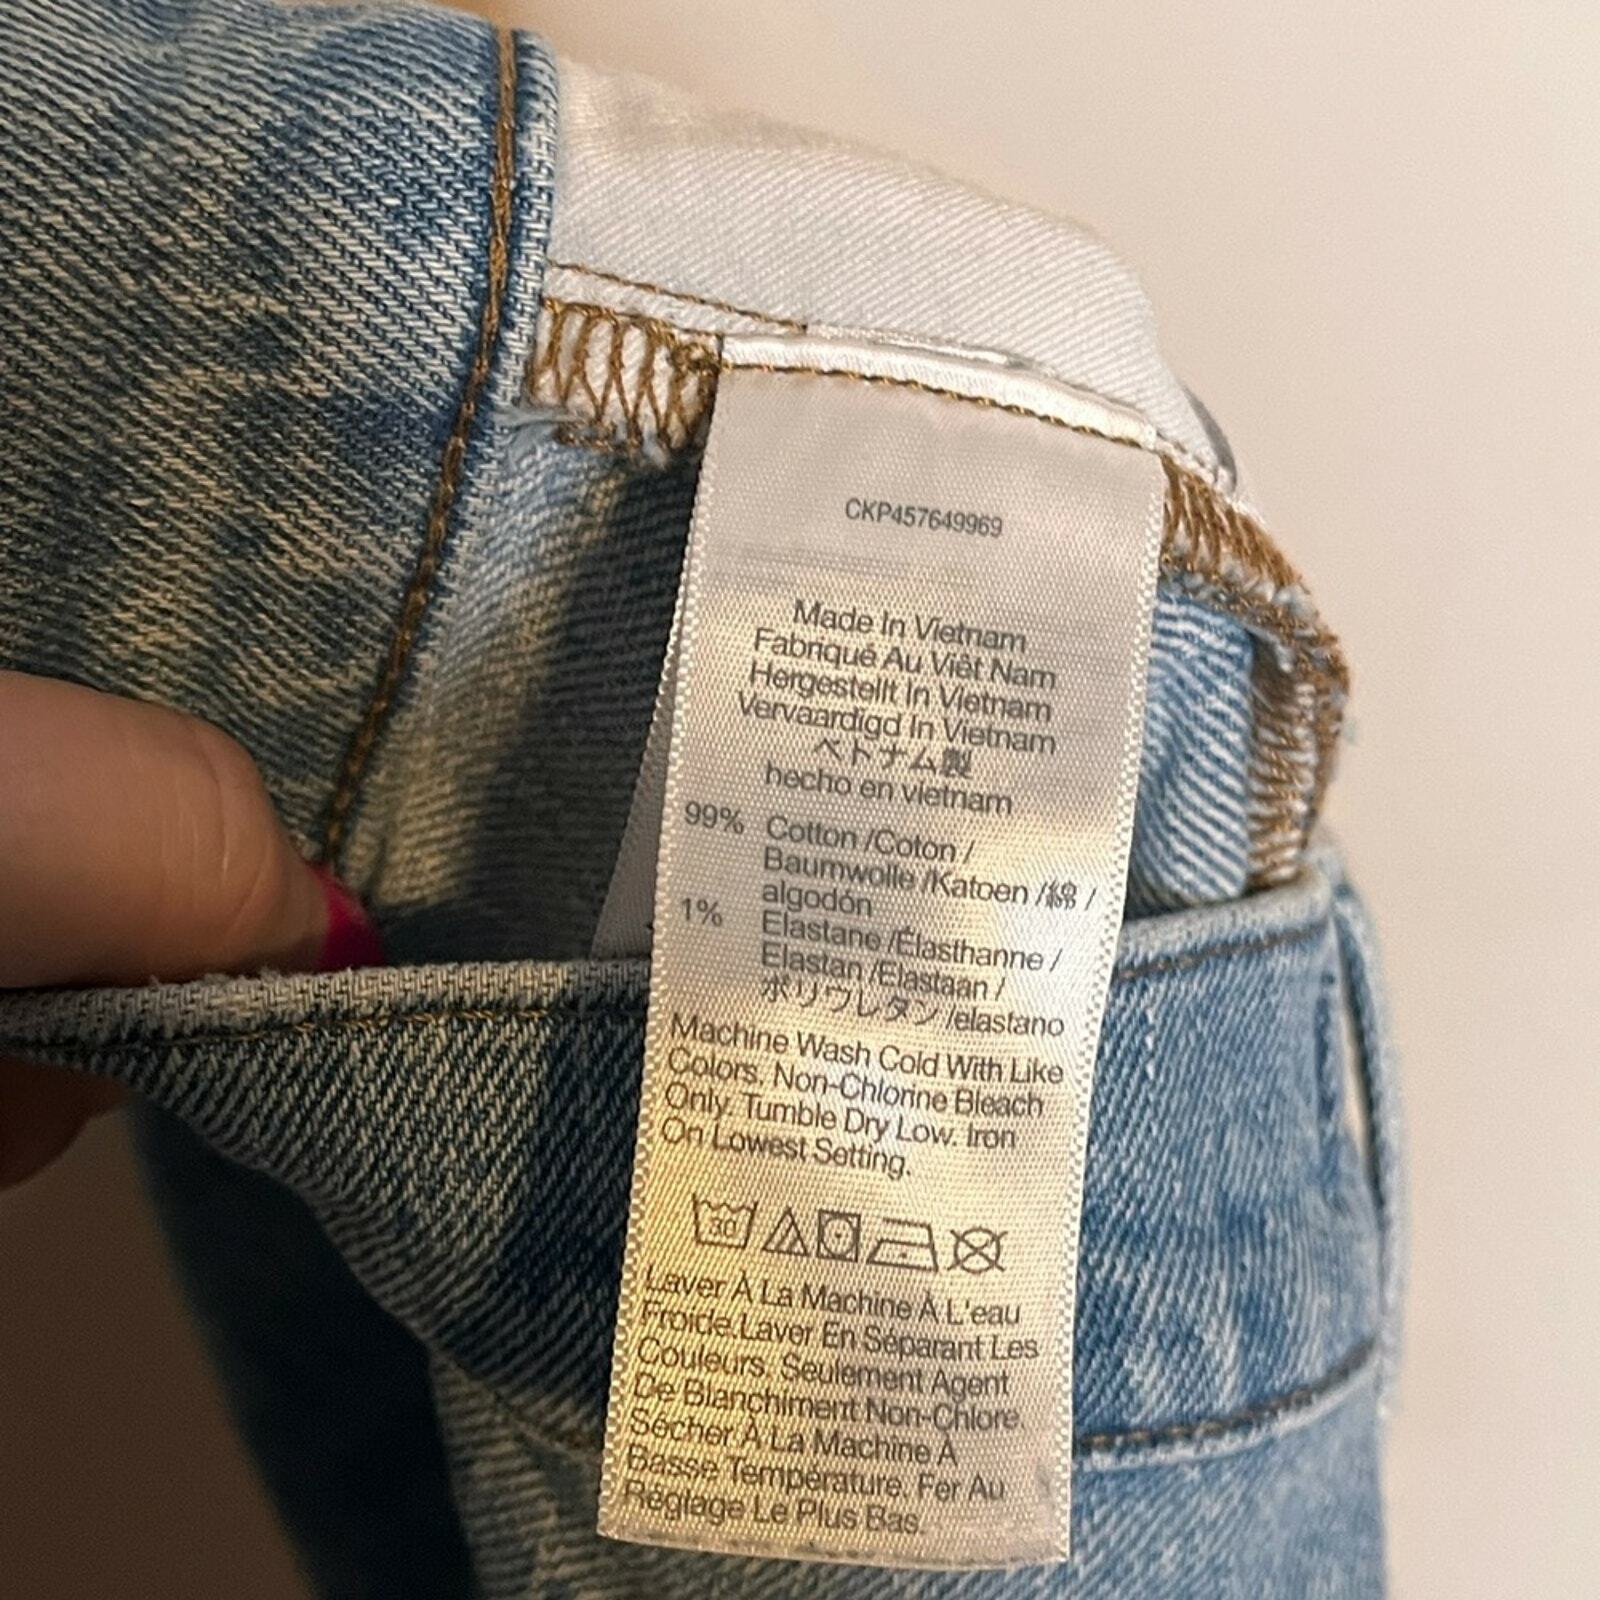 CKP457649969
Made In Vietnam
Fabriqué Au Viêt Nam
Hergestellt In Vietnam
Vervaardigd In Vietnam
ベトナム製
hecho en vietnam
99% Cotton /Coton /
Baumwolle /Katoen /綿 /
algodón
1% Elastane /Élasthanne /
Elastan /Elastaan /
ポリウレタン /elastano
Machine Wash Cold With Like
Colors. Non-Chlorine Bleach
Only. Tumble Dry Low. Iron
On Lowest Setting.
30
Laver À La Machine À L'eau
Froide.Laver En Séparant Les
Couleurs. Seulement Agent
De Blanchiment Non-Chlore.
Sécher À La Machine À
Basse Température. Fer Au
Réglage Le Plus Bas.